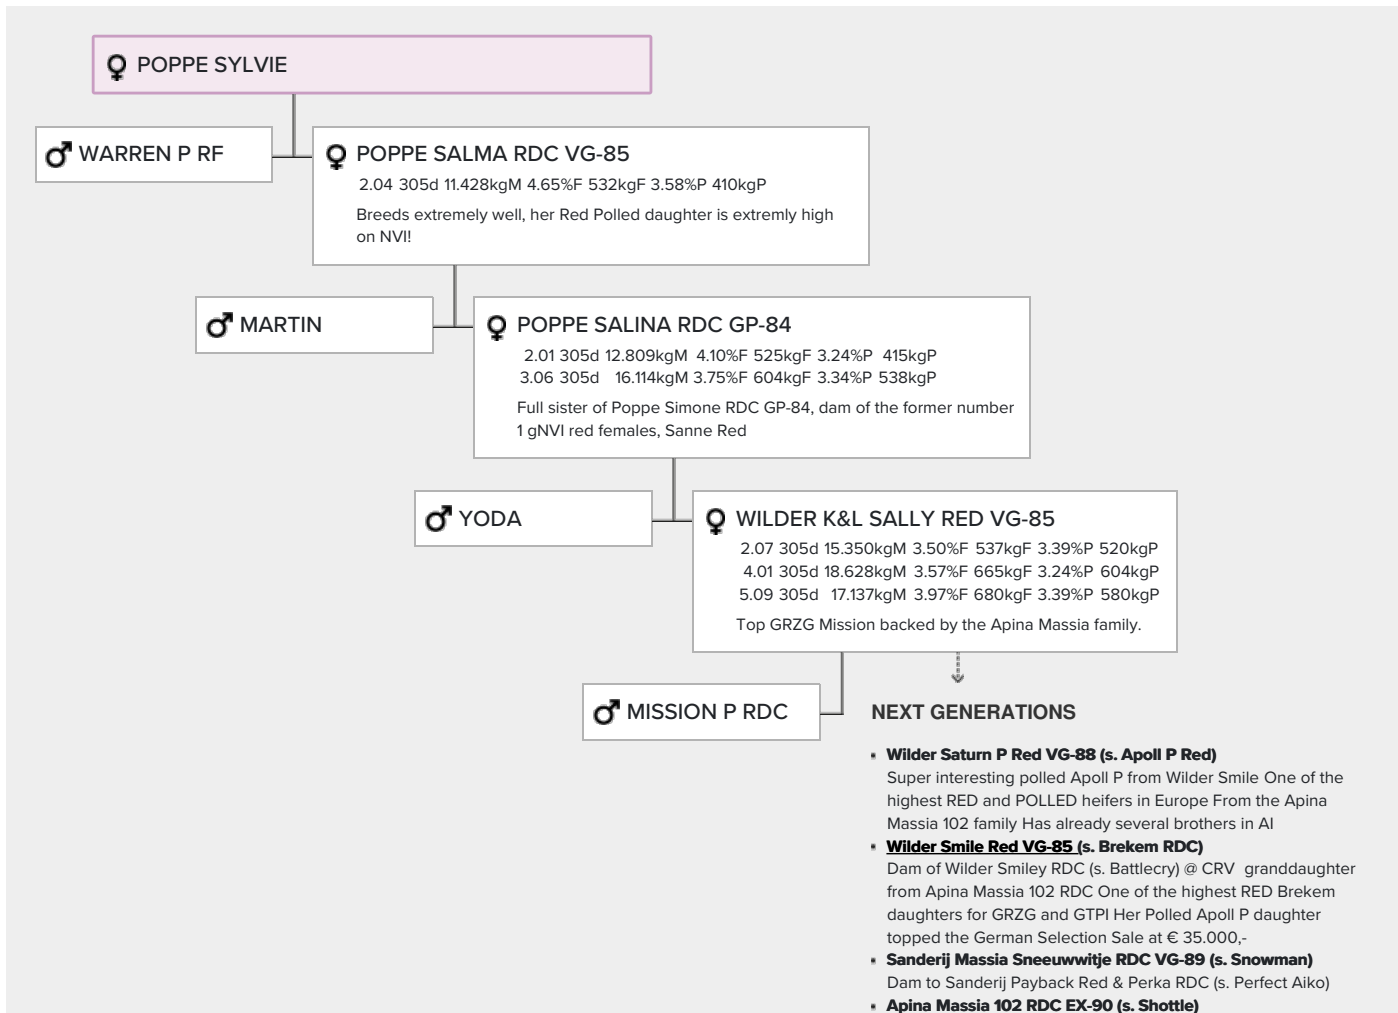 POPPE SYLVIE
WARREN P RF
POPPE SALMA RDC VG-85
2.04 305d 11.428kgM 4.65%F 532kgF 3.58%P 410kgP
Breeds extremely well, her Red Polled daughter is extremly high
on NVI!
MARTIN
POPPE SALINA RDC GP-84
2.01 305d 12.809kgM 4.10%F 525kgF 3.24%P 415kgP
3.06 305d 16.114kgM 3.75%F 604kgF 3.34%P 538kgP
Full sister of Poppe Simone RDC GP-84, dam of the former number
1 gNVI red females, Sanne Red
YODA
WILDER K&L SALLY RED VG-85
2.07 305d 15.350kgM 3.50%F 537kgF 3.39%P 520kgP
4.01 305d 18.628kgM 3.57%F 665kgF 3.24%P 604kgP
5.09 305d 17.137kgM 3.97%F 680kgF 3.39%P 580kgP
Top GRZG Mission backed by the Apina Massia family.
MISSION P RDC
NEXT GENERATIONS
Wilder Saturn P Red VG-88 (s. Apoll P Red)
Super interesting polled Apoll P from Wilder Smile One of the
highest RED and POLLED heifers in Europe From the Apina
Massia 102 family Has already several brothers in AI
Wilder Smile Red VG-85 (s. Brekem RDC)
Dam of Wilder Smiley RDC (s. Battlecry) @ CRV granddaughter
from Apina Massia 102 RDC One of the highest RED Brekem
daughters for GRZG and GTPI Her Polled Apoll P daughter
topped the German Selection Sale at € 35.000,-
Sanderij Massia Sneeuwwitje RDC VG-89 (s. Snowman)
Dam to Sanderij Payback Red & Perka RDC (s. Perfect Aiko)
Apina Massia 102 RDC EX-90 (s. Shottle)